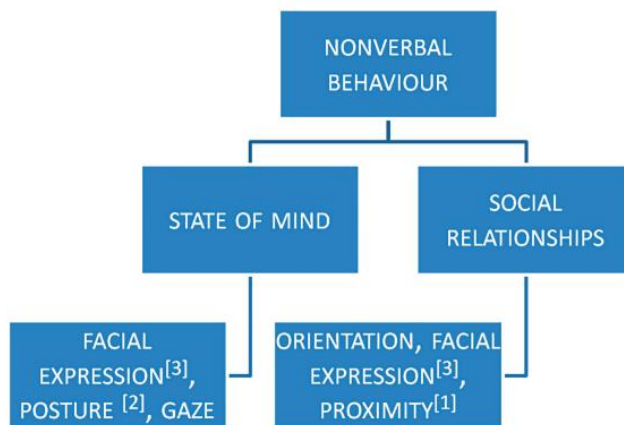 NONVERBAL
BEHAVIOUR
STATE OF MIND
SOCIAL
RELATIONSHIPS
FACIAL
EXPRESSION[3],
POSTURE [2], GAZE
ORIENTATION, FACIAL
EXPRESSION[3],
PROXIMITY[1]